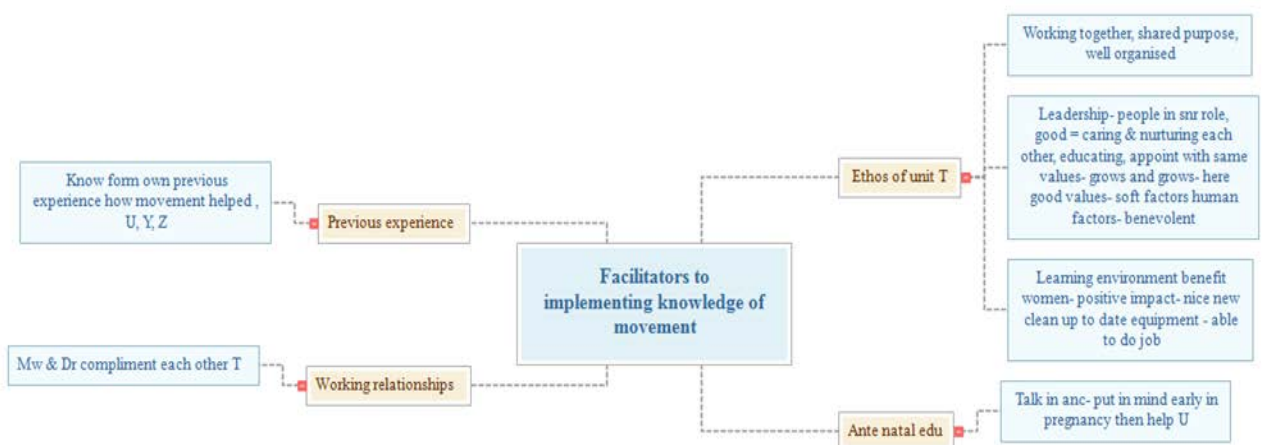 Working together, shared purpose,
well organised
Leadership- people in snr role,
good = caring & nurturing each
other, educating, appoint with same
values- grows and grows- here
good values- soft factors human
factors- benevolent
Ethos of unit T
Know form own previous
experience how movement helped ,
U, Y, Z
Previous experience
Facilitators to
implementing knowledge of
movement
Learning environment benefit
women- positive impact- nice new
clean up to date equipment - able
to do job
Mw & Dr compliment each other T
Working relationships
Talk in anc- put in mind early in
pregnancy then help U
Ante natal edu